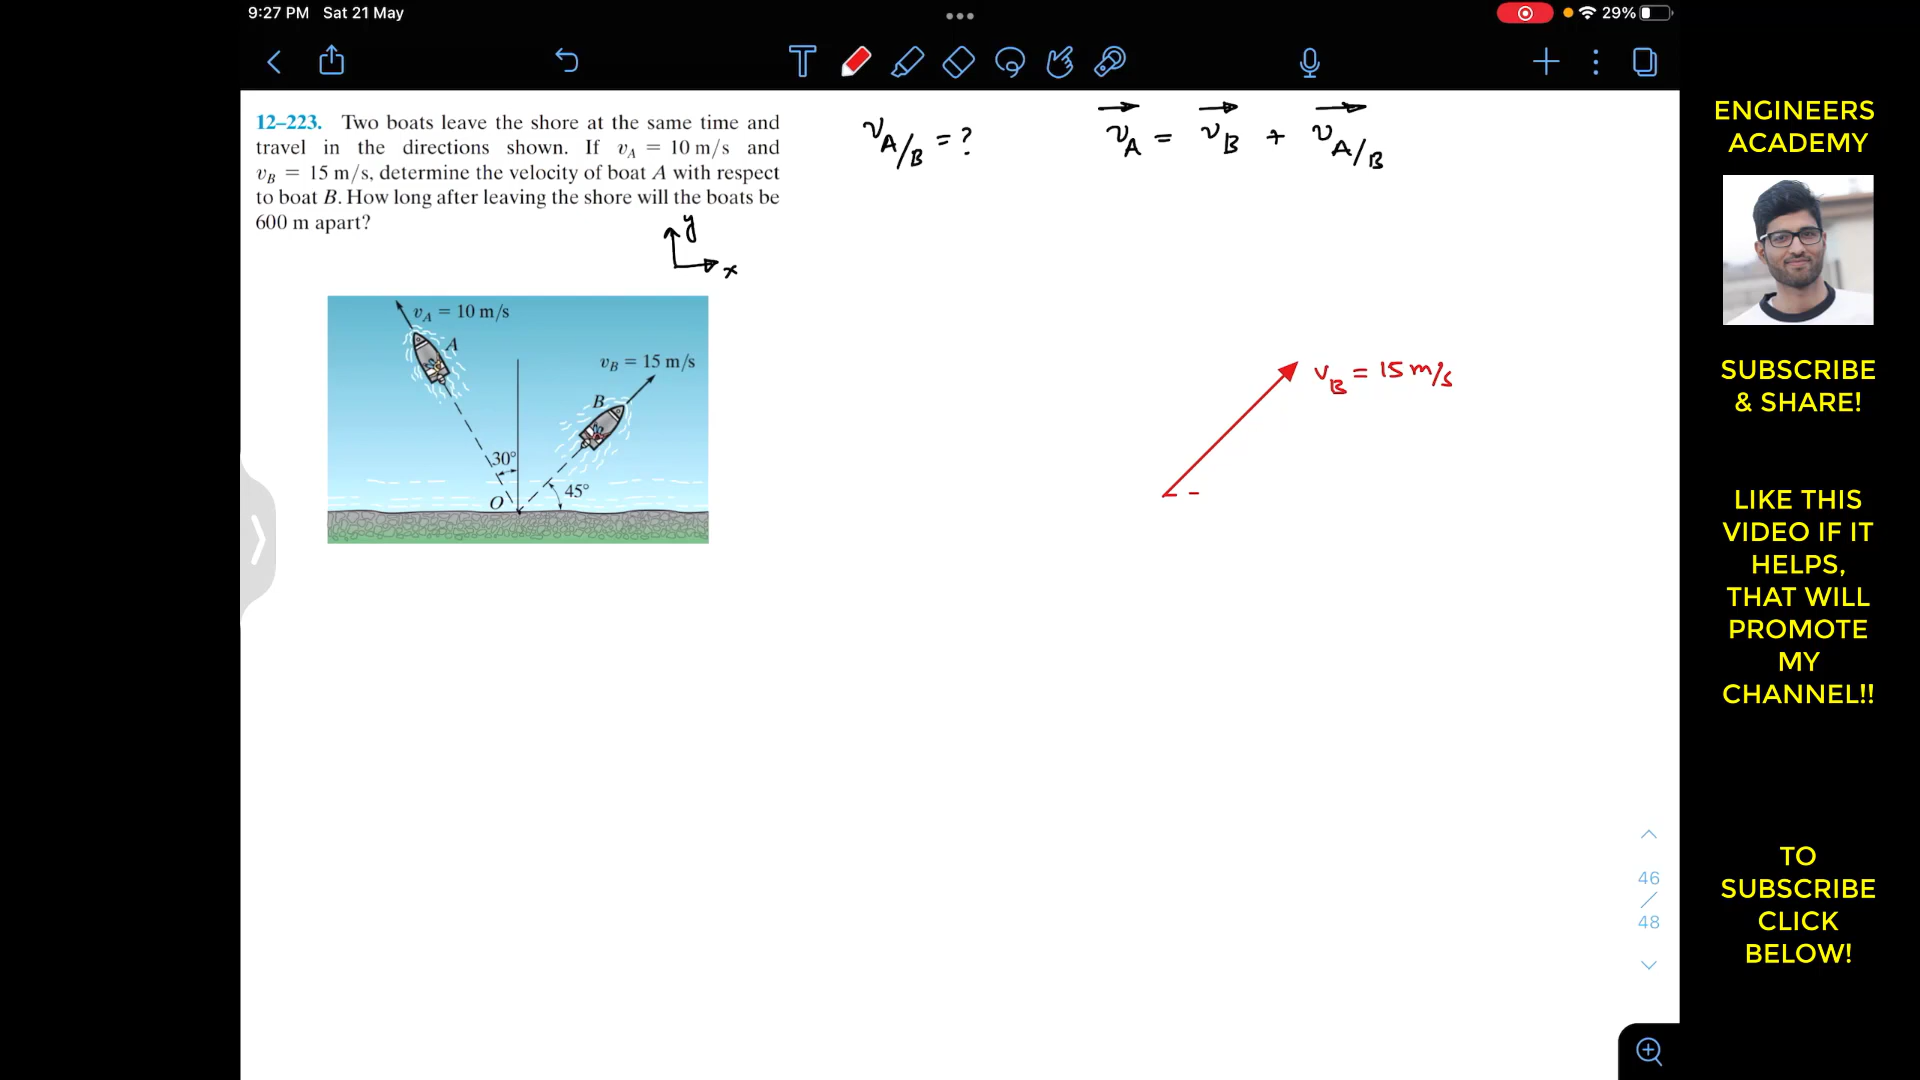 9:27 PM Sat 21 May
29%
12–223. Two boats leave the shore at the same time and
travel in the directions shown. If v_A = 10 m/s and
v_B = 15 m/s, determine the velocity of boat A with respect
to boat B. How long after leaving the shore will the boats be
600 m apart?
y
x
v_A/B = ?
v_A = v_B + v_A/B
v_A = 10 m/s
A
v_B = 15 m/s
B
30°
O
45°
v_B = 15 m/s
46
/
48
ENGINEERS
ACADEMY
SUBSCRIBE
& SHARE!
LIKE THIS
VIDEO IF IT
HELPS,
THAT WILL
PROMOTE
MY
CHANNEL!!
TO
SUBSCRIBE
CLICK
BELOW!